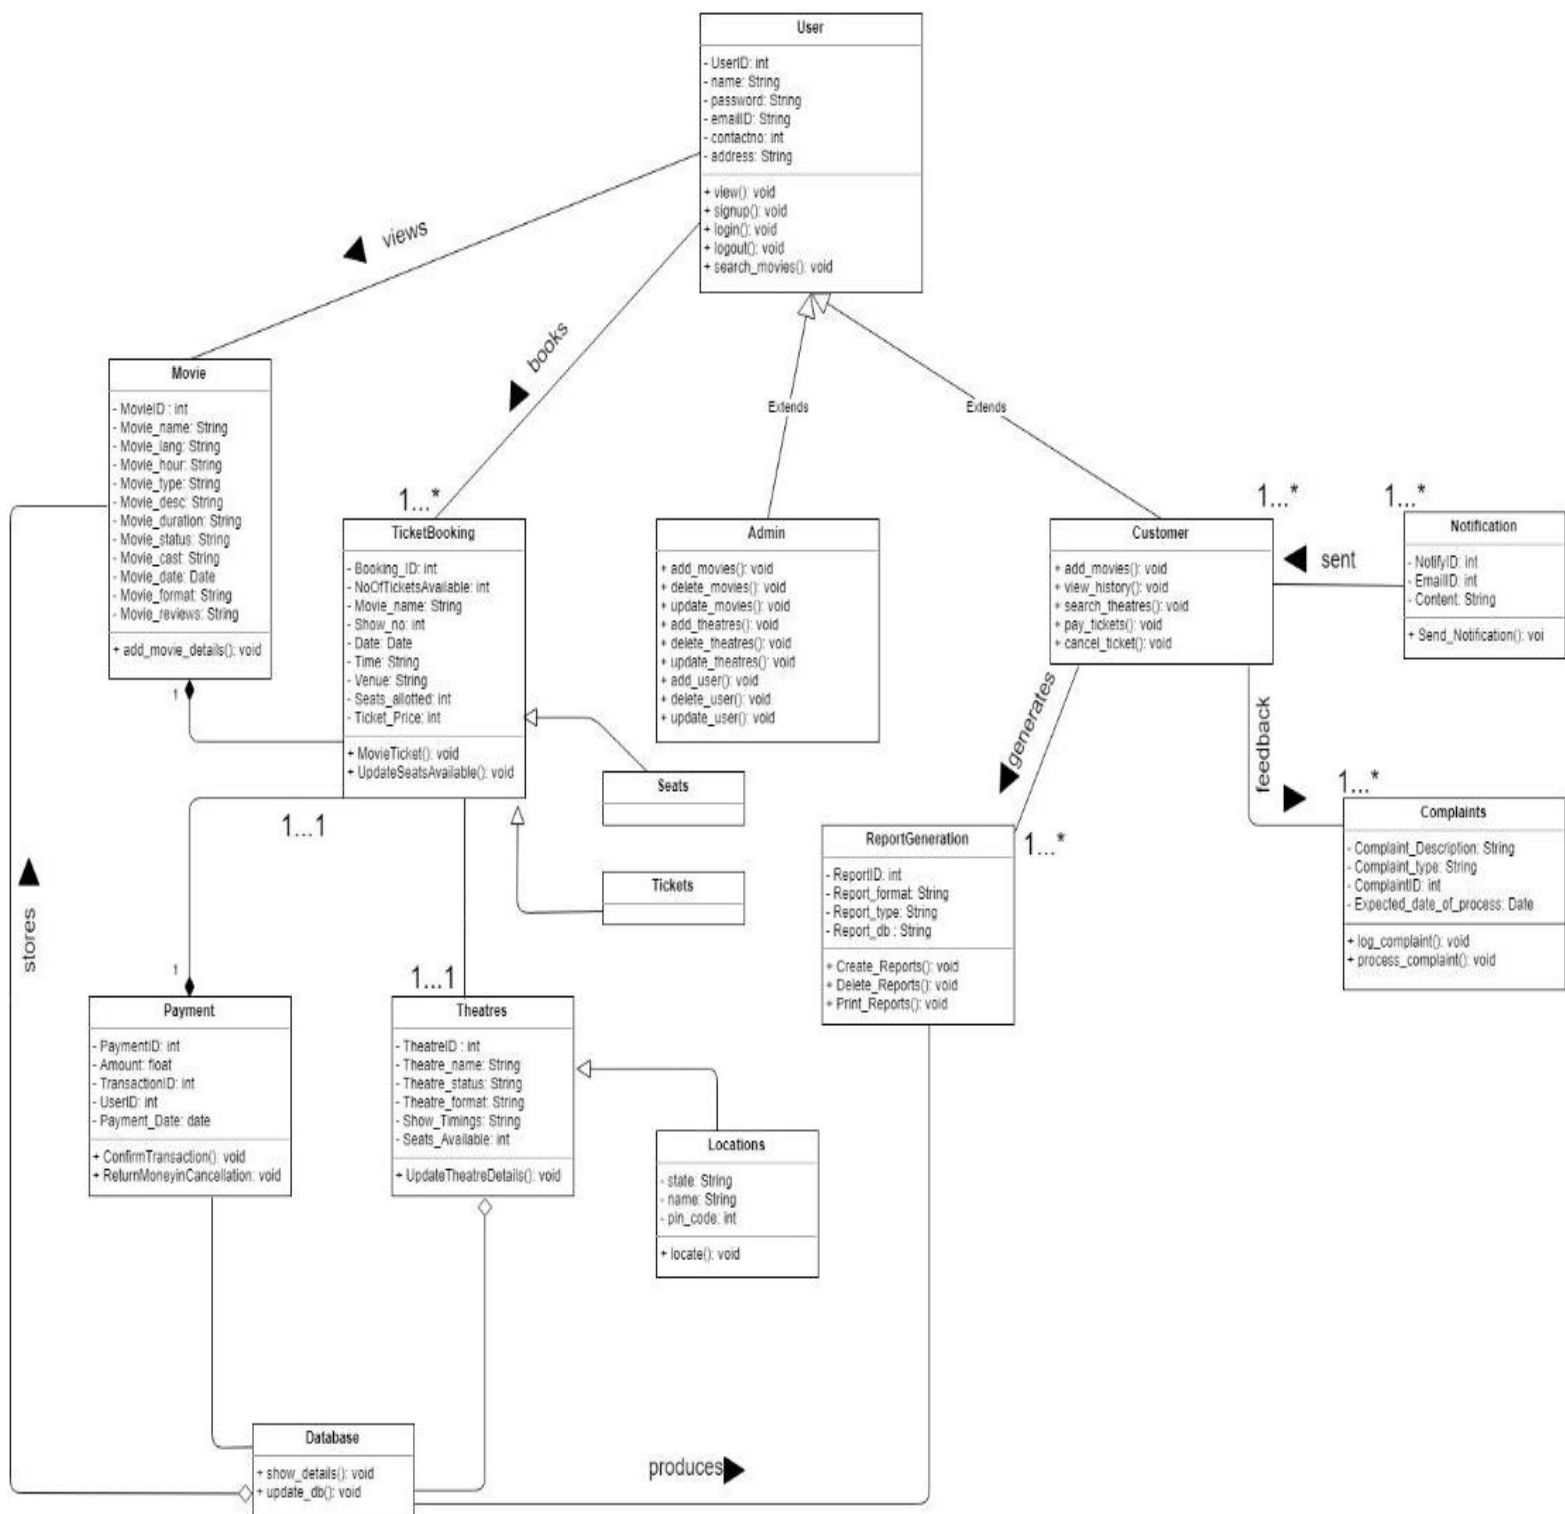 User
- UserID: int
- name: String
- password: String
- emailID: String
- contactno: int
- address: String
+ view(): void
+ signup(): void
+ login(): void
+ logout(): void
+ search_movies(): void
views
books
Extends
Extends
Movie
- MovieID : int
- Movie_name: String
- Movie_lang: String
- Movie_hour: String
- Movie_type: String
- Movie_desc: String
- Movie_duration: String
- Movie_status: String
- Movie_cast: String
- Movie_date: Date
- Movie_format: String
- Movie_reviews: String
+ add_movie_details(): void
1
1...*
TicketBooking
- Booking_ID: int
- NoOfTicketsAvailable: int
- Movie_name: String
- Show_no: int
- Date: Date
- Time: String
- Venue: String
- Seats_allotted: int
- Ticket_Price: int
+ MovieTicket(): void
+ UpdateSeatsAvailable(): void
1...1
Admin
+ add_movies(): void
+ delete_movies(): void
+ update_movies(): void
+ add_theatres(): void
+ delete_theatres(): void
+ update_theatres(): void
+ add_user(): void
+ delete_user(): void
+ update_user(): void
1...*
Customer
+ add_movies(): void
+ view_history(): void
+ search_theatres(): void
+ pay_tickets(): void
+ cancel_ticket(): void
sent
1...*
Notification
- NotifyID: int
- EmailID: int
- Content: String
+ Send_Notification(): voi
generates
feedback
Seats
Tickets
1...*
ReportGeneration
- ReportID: int
- Report_format: String
- Report_type: String
- Report_db : String
+ Create_Reports(): void
+ Delete_Reports(): void
+ Print_Reports(): void
1...*
Complaints
- Complaint_Description: String
- Complaint_type: String
- ComplaintID: int
- Expected_date_of_process: Date
+ log_complaint(): void
+ process_complaint(): void
stores
1
Payment
- PaymentID: int
- Amount: float
- TransactionID: int
- UserID: int
- Payment_Date: date
+ ConfirmTransaction(): void
+ ReturnMoneyinCancellation: void
1...1
Theatres
- TheatreID : int
- Theatre_name: String
- Theatre_status: String
- Theatre_format: String
- Show_Timings: String
- Seats_Available: int
+ UpdateTheatreDetails(): void
Locations
- state: String
- name: String
- pin_code: int
+ locate(): void
Database
+ show_details(): void
+ update_db(): void
produces